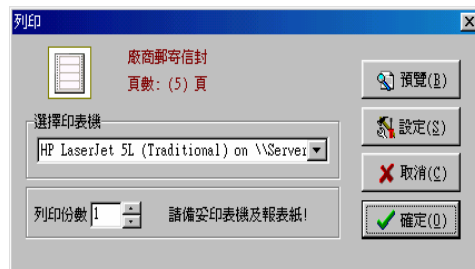 列印
廠商郵寄信封
頁數: (5) 頁
預覽(R)
設定(S)
選擇印表機
HP LaserJet 5L (Traditional) on \\Server
取消(C)
列印份數 1
請備妥印表機及報表紙!
確定(O)